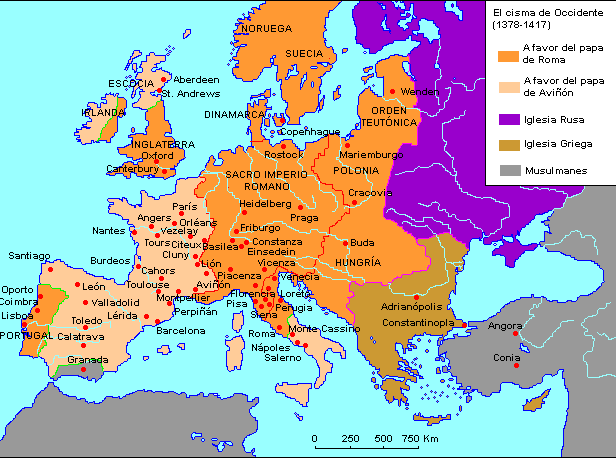 El cisma de Occidente
(1378-1417)
A favor del papa
de Roma
A favor del papa
de Aviñón
Iglesia Rusa
Iglesia Griega
Musulmanes
NORUEGA
SUECIA
ESCOCIA
Aberdeen
St. Andrews
IRLANDA
DINAMARCA
Copenhague
Wenden
ORDEN
TEUTÓNICA
INGLATERRA
Oxford
Canterbury
Rostock
Mariemburgo
POLONIA
SACRO IMPERIO
ROMANO
Cracovia
Heidelberg
Praga
París
Angers
Orléans
Nantes
Vezelay
Tours
Citeux
Cluny
Friburgo
Basilea
Constanza
Einsedein
Buda
HUNGRÍA
Santiago
Burdeos
Cahors
Lión
Toulouse
Aviñón
Piacenza
Vicenza
Venecia
León
Montpellier
Perpiñán
Florencia
Loreto
Pisa
Perugia
Siena
Oporto
Coimbra
Valladolid
Lisboa
Toledo
Lérida
Barcelona
PORTUGAL
Calatrava
Granada
Roma
Monte Cassino
Nápoles
Salerno
Adrianópolis
Constantinopla
Angora
Conia
0 250 500 750 Km